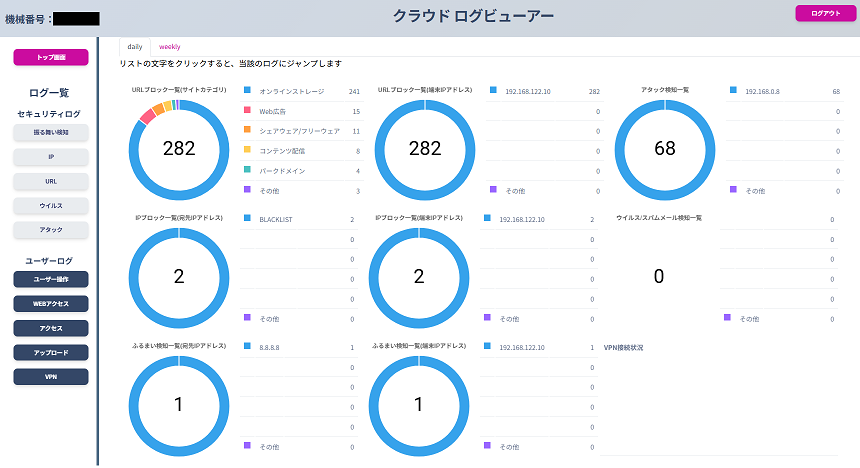 機械番号：
クラウド ログビューアー
ログアウト
トップ画面
ログ一覧
セキュリティログ
振る舞い検知
IP
URL
ウイルス
アタック
ユーザーログ
ユーザー操作
WEBアクセス
アクセス
アップロード
VPN
daily weekly
リストの文字をクリックすると、当該のログにジャンプします
URLブロック一覧(サイトカテゴリ)
282
オンラインストレージ 241
Web広告 15
シェアウェア/フリーウェア 11
コンテンツ配信 8
パークドメイン 4
その他 3
URLブロック一覧(端末IPアドレス)
282
192.168.122.10 282
0
0
0
0
その他 0
アタック検知一覧
68
192.168.0.8 68
0
0
0
0
その他 0
IPブロック一覧(宛先IPアドレス)
2
BLACKLIST 2
0
0
0
0
その他 0
IPブロック一覧(端末IPアドレス)
2
192.168.122.10 2
0
0
0
0
その他 0
ウイルス/スパムメール検知一覧
0
0
0
0
0
0
その他 0
ふるまい検知一覧(宛先IPアドレス)
1
8.8.8.8 1
0
0
0
0
その他 0
ふるまい検知一覧(端末IPアドレス)
1
192.168.122.10 1
0
0
0
0
その他 0
VPN接続状況